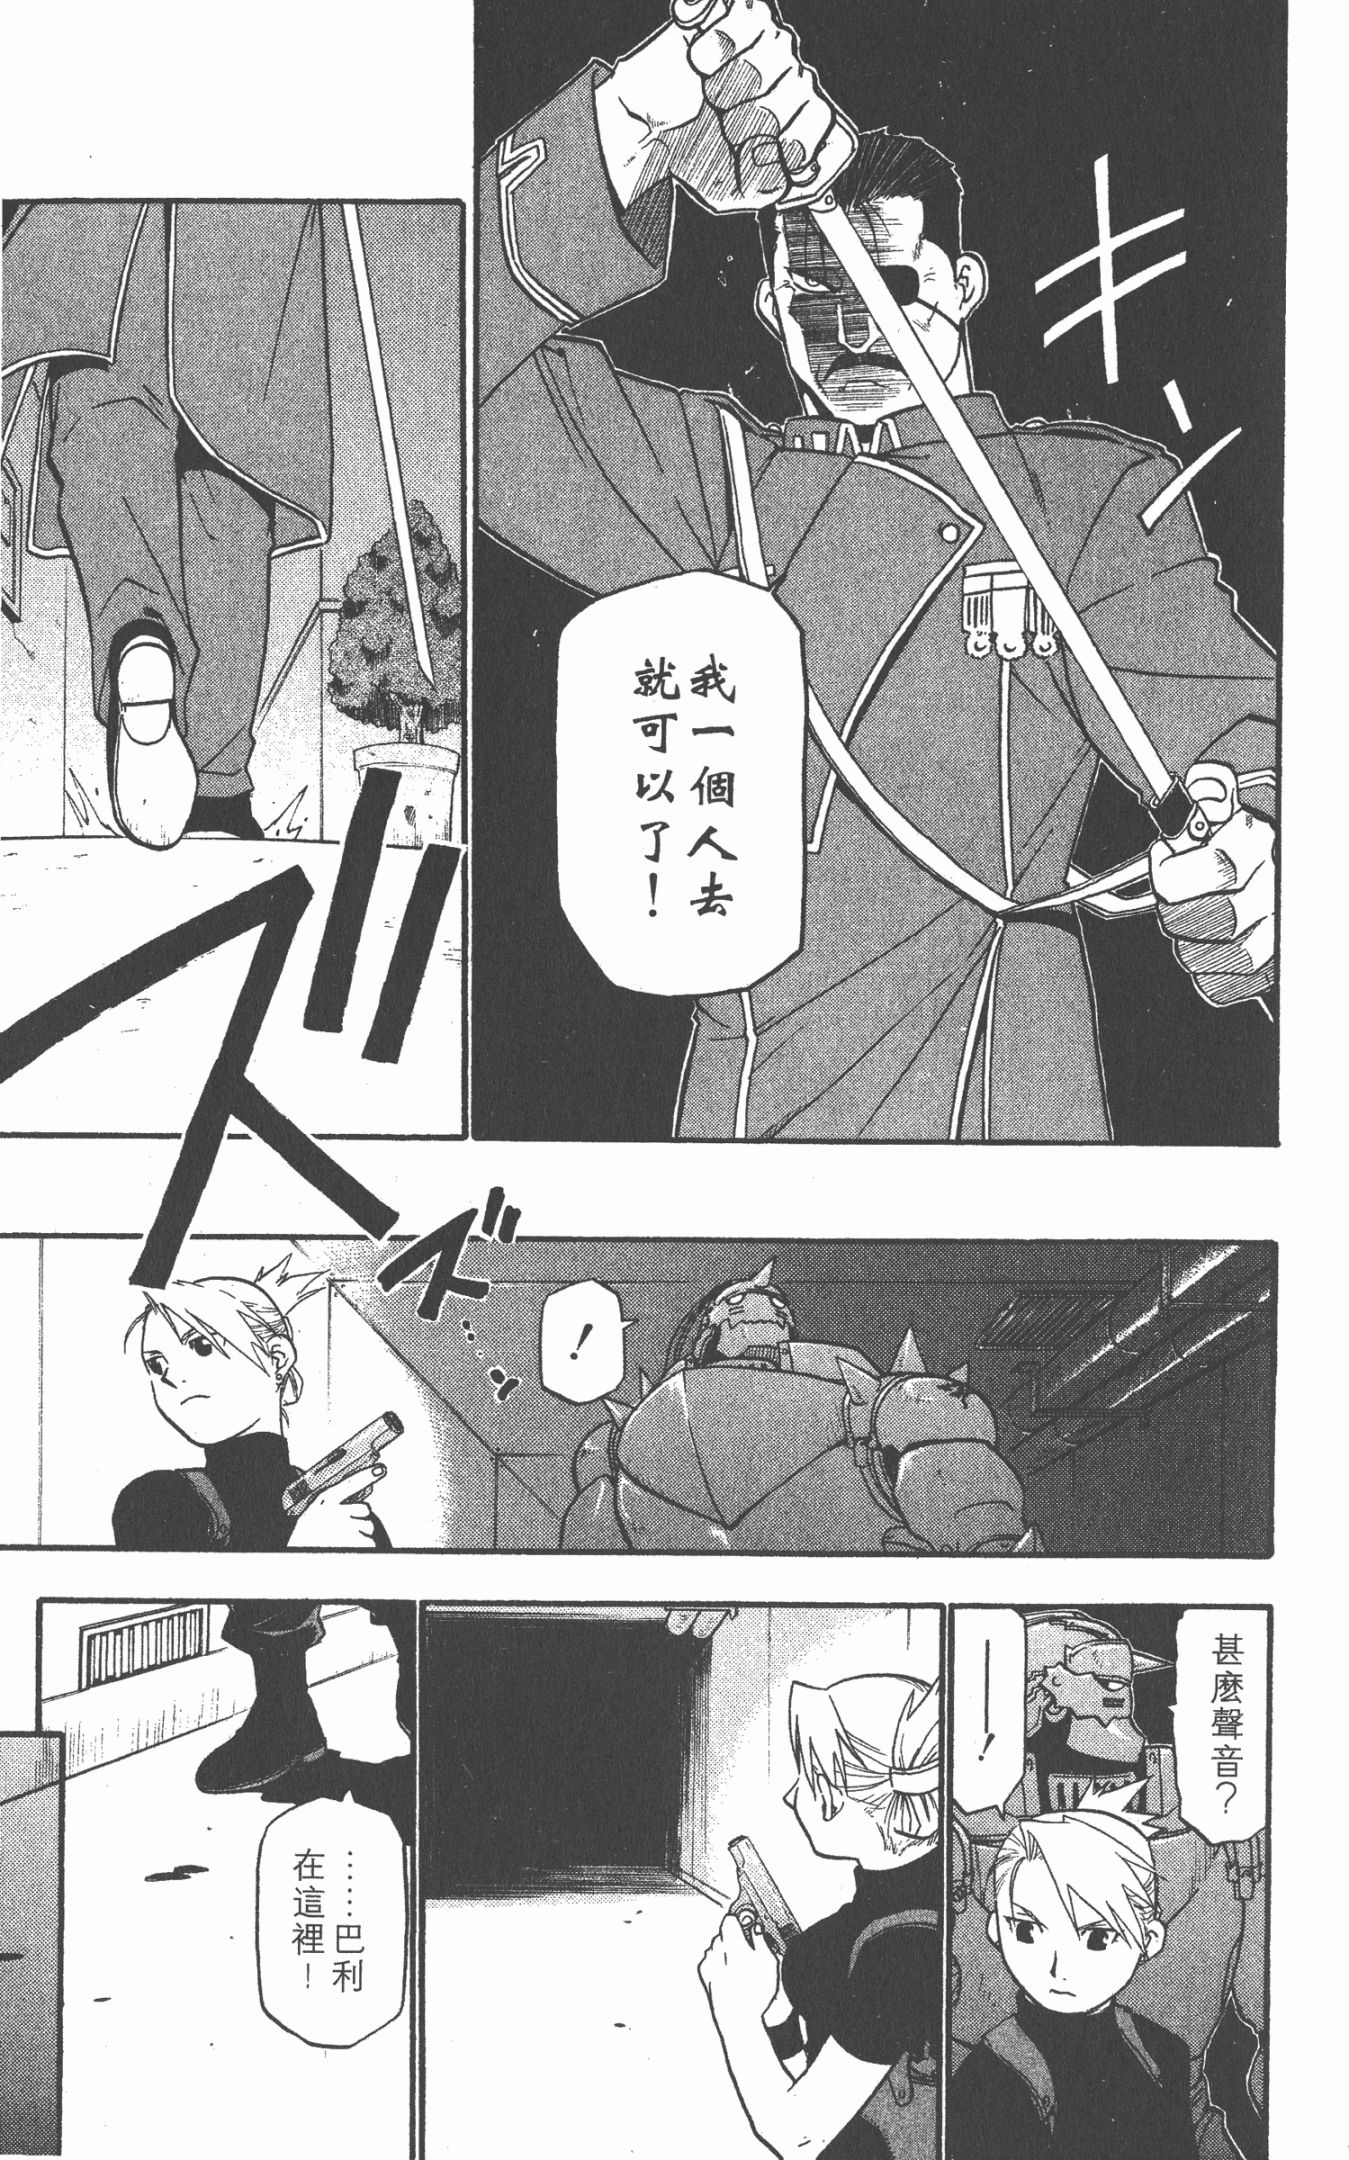 キ
シ
我一個人去
就可以了！
ズ
ズ
…ン
！
甚麼聲音？
——！
……巴利
在這裡！